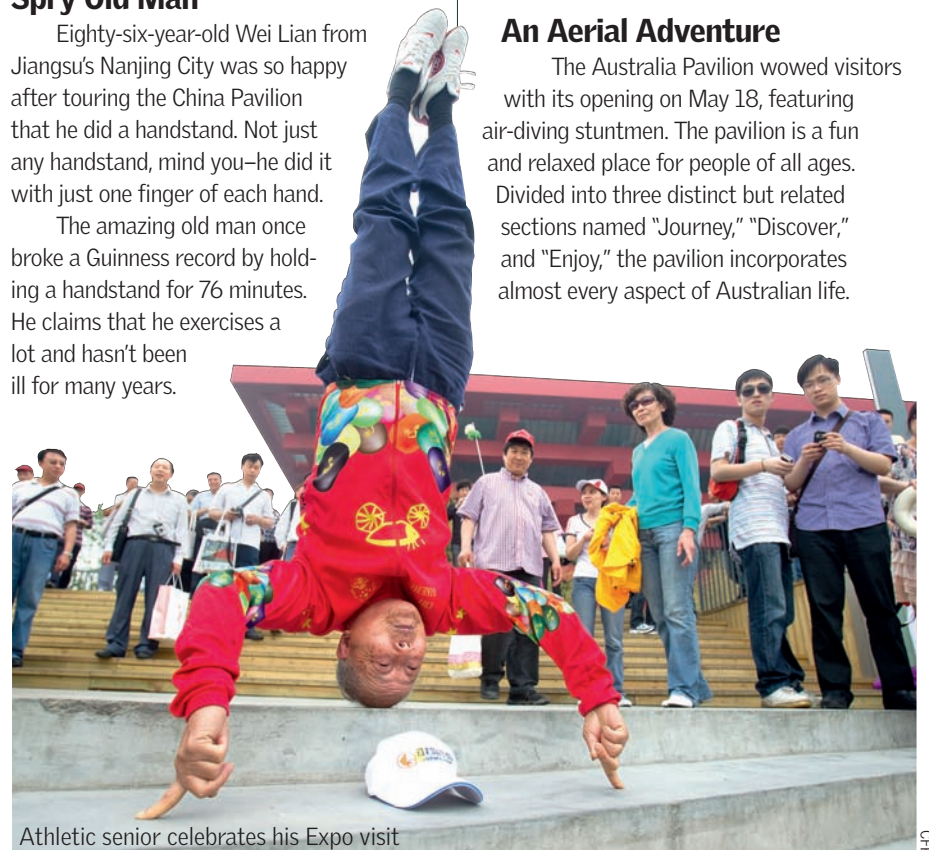 Spry Old Man
Eighty-six-year-old Wei Lian from
Jiangsu's Nanjing City was so happy
after touring the China Pavilion
that he did a handstand. Not just
any handstand, mind you–he did it
with just one finger of each hand.
The amazing old man once
broke a Guinness record by hold-
ing a handstand for 76 minutes.
He claims that he exercises a
lot and hasn't been
ill for many years.
An Aerial Adventure
The Australia Pavilion wowed visitors
with its opening on May 18, featuring
air-diving stuntmen. The pavilion is a fun
and relaxed place for people of all ages.
Divided into three distinct but related
sections named "Journey," "Discover,"
and "Enjoy," the pavilion incorporates
almost every aspect of Australian life.
Athletic senior celebrates his Expo visit